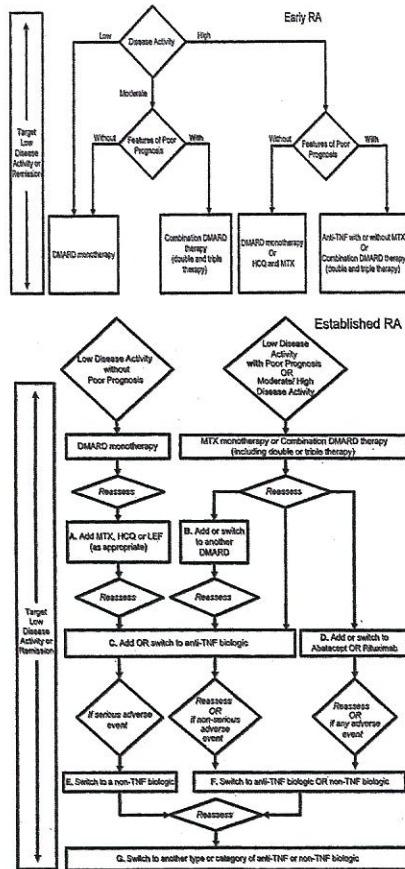 Early RA
Disease Activity
Low
High
Moderate
Features of Poor
Prognosis
Without
With
Features of Poor
Prognosis
Without
With
Target
Low
Disease
Activity or
Remission
DMARD monotherapy
Combination DMARD
therapy
(double and triple
therapy)
DMARD monotherapy
Or
HCQ and MTX
Anti-TNF with or without MTX
Or
Combination DMARD therapy
(double and triple therapy)
Established RA
Low Disease Activity
without
Poor Prognosis
Low Disease
Activity
with Poor Prognosis
OR
Moderate/ High
Disease Activity
DMARD monotherapy
MTX monotherapy or Combination DMARD therapy
(including double or triple therapy)
Reassess
Reassess
A. Add MTX, HCQ or LEF
(as appropriate)
B. Add or switch
to another
DMARD
Reassess
Reassess
Target
Low
Disease
Activity or
Remission
C. Add OR switch to anti-TNF biologic
D. Add or switch to
Abatacept OR Rituximab
If serious adverse
event
Reassess
OR
if non-serious
adverse
event
Reassess
OR
if any adverse
event
E. Switch to a non-TNF biologic
F. Switch to anti-TNF biologic OR non-TNF biologic
Reassess
G. Switch to another type or category of anti-TNF or non-TNF biologic